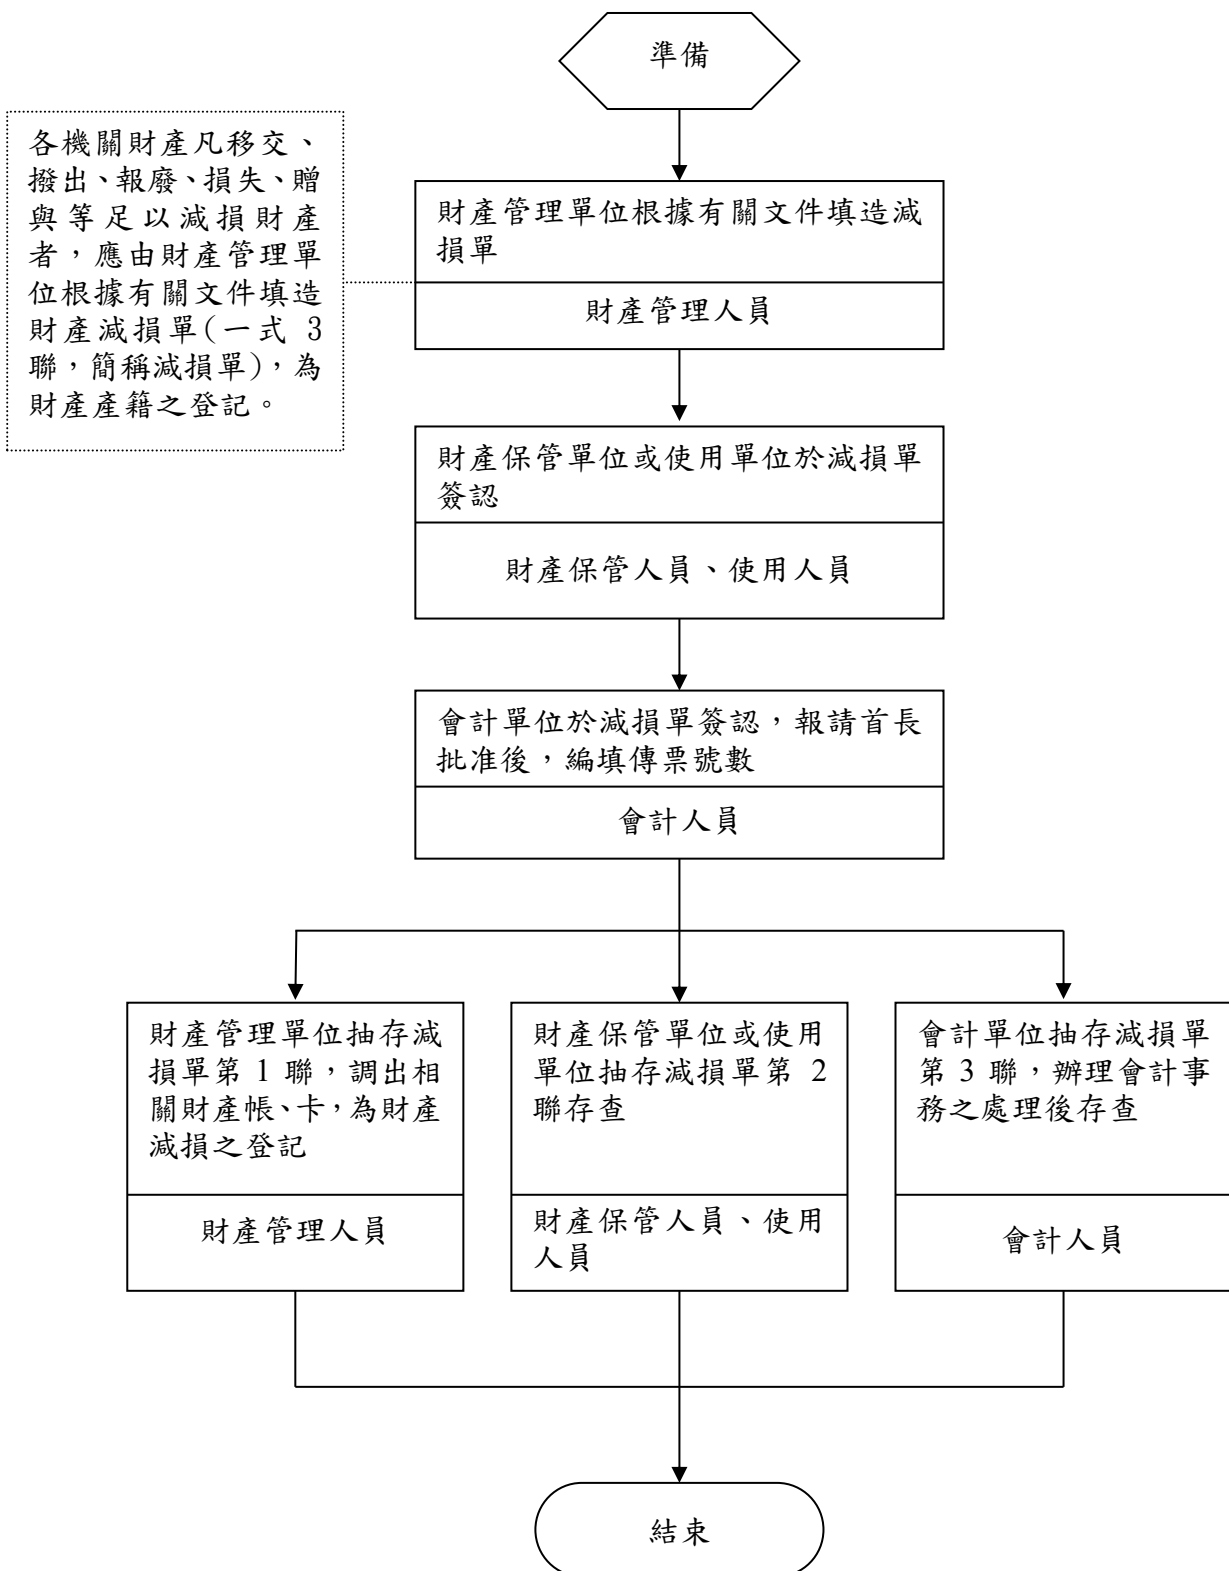 準備
各機關財產凡移交、
撥出、報廢、損失、贈
與等足以減損財產
者，應由財產管理單
位根據有關文件填造
財產減損單(一式 3
聯，簡稱減損單)，為
財產產籍之登記。
財產管理單位根據有關文件填造減
損單
財產管理人員
財產保管單位或使用單位於減損單
簽認
財產保管人員、使用人員
會計單位於減損單簽認，報請首長
批准後，編填傳票號數
會計人員
財產管理單位抽存減
損單第 1 聯，調出相
關財產帳、卡，為財產
減損之登記
財產管理人員
財產保管單位或使用
單位抽存減損單第 2
聯存查
財產保管人員、使用
人員
會計單位抽存減損單
第 3 聯，辦理會計事
務之處理後存查
會計人員
結束